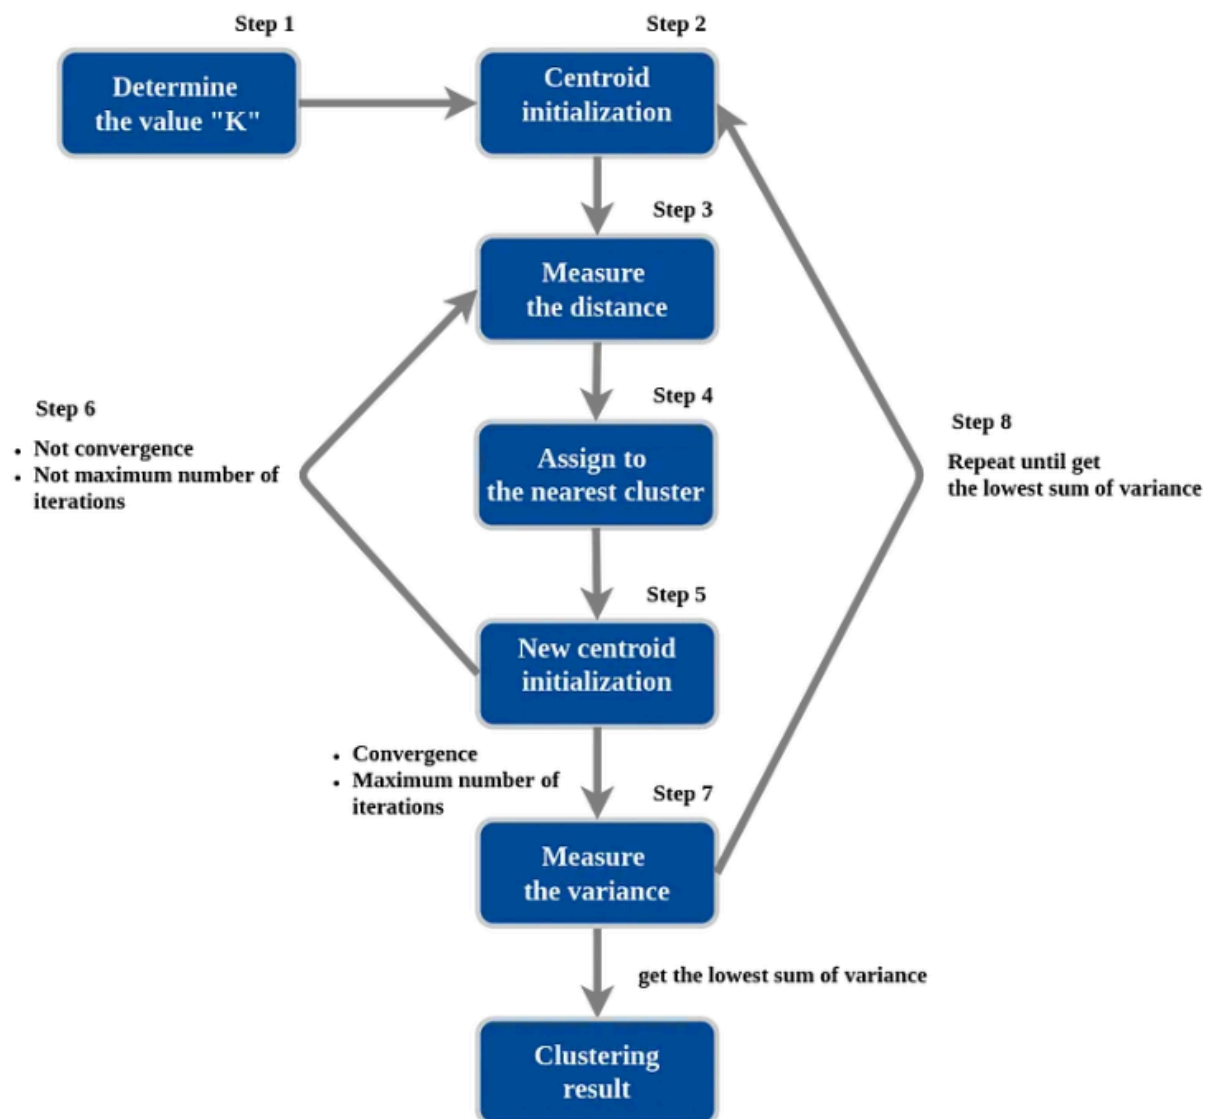 Step 1
Determine
the value "K"
Step 2
Centroid
initialization
Step 3
Measure
the distance
Step 4
Assign to
the nearest cluster
Step 5
New centroid
initialization
Step 6
• Not convergence
• Not maximum number of
iterations
• Convergence
• Maximum number of
iterations
Step 7
Measure
the variance
Step 8
Repeat until get
the lowest sum of variance
get the lowest sum of variance
Clustering
result